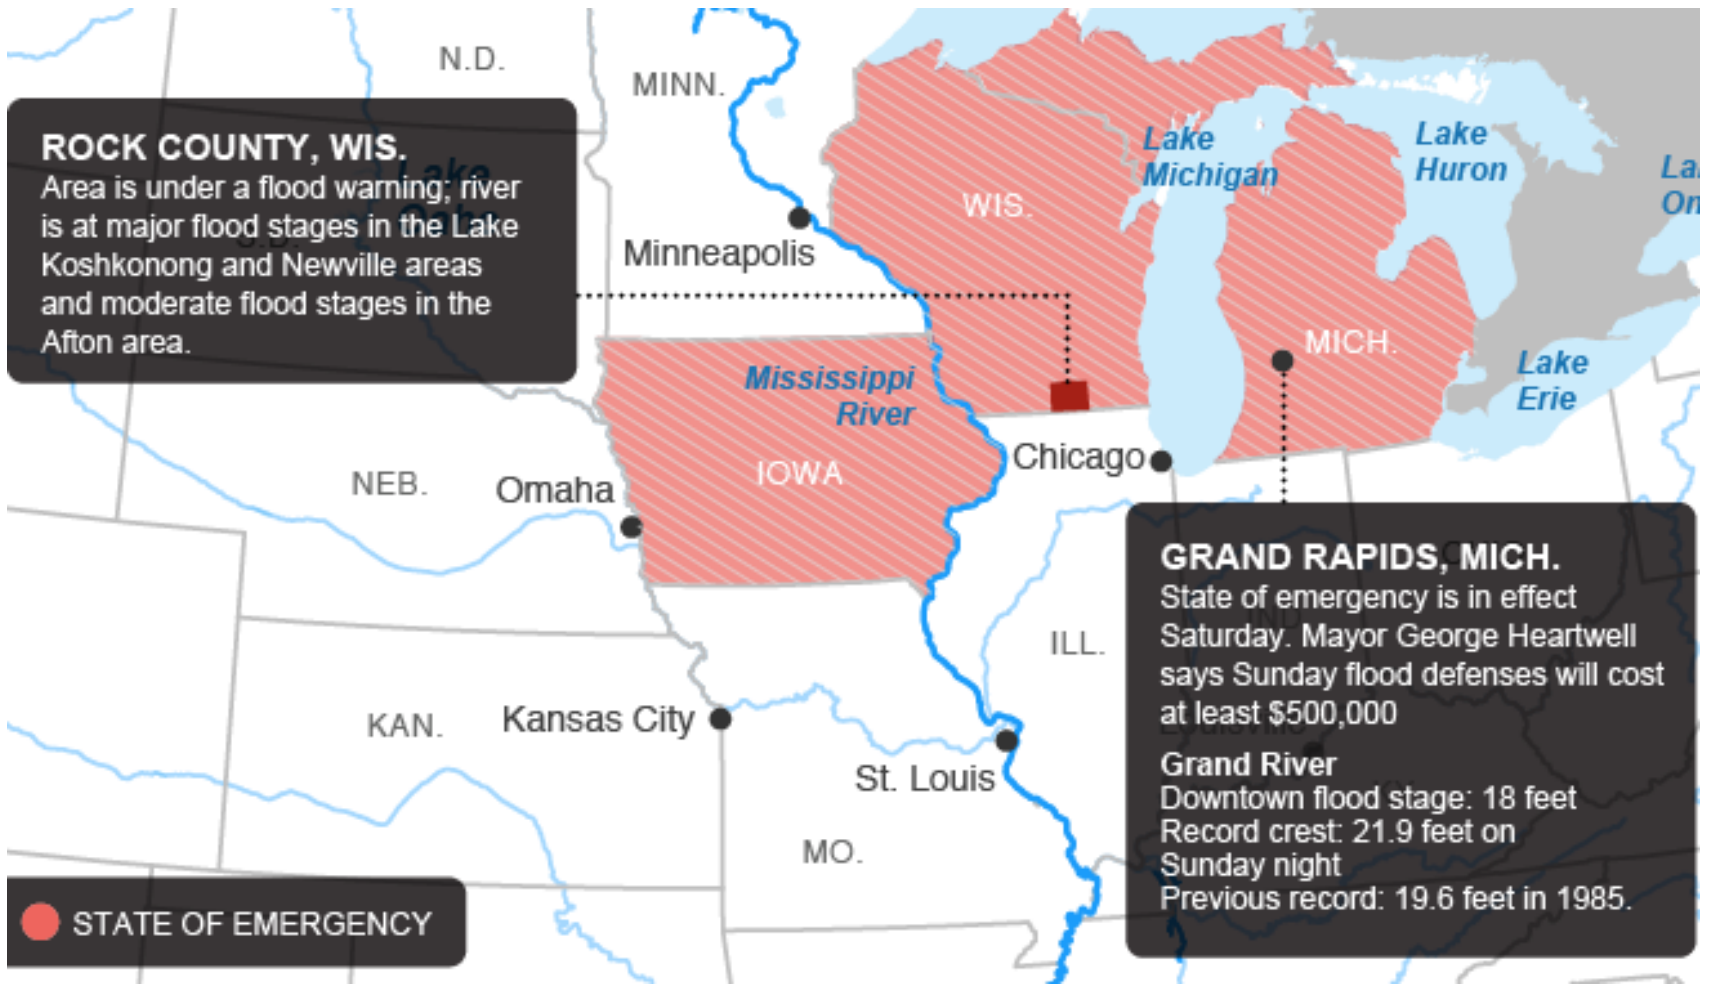 N.D.
MINN.
ROCK COUNTY, WIS.
Area is under a flood warning; river
is at major flood stages in the Lake
Koshkonong and Newville areas
and moderate flood stages in the
Afton area.
Lake
Oahe
S.D.
Lake
Michigan
Lake
Huron
WIS.
Minneapolis
MICH.
Mississippi
River
Lake
Erie
Chicago
IOWA
NEB.
Omaha
GRAND RAPIDS, MICH.
State of emergency is in effect
Saturday. Mayor George Heartwell
says Sunday flood defenses will cost
at least $500,000
Grand River
Downtown flood stage: 18 feet
Record crest: 21.9 feet on
Sunday night
Previous record: 19.6 feet in 1985.
IND.
Louisville
ILL.
KAN.
Kansas City
St. Louis
MO.
STATE OF EMERGENCY